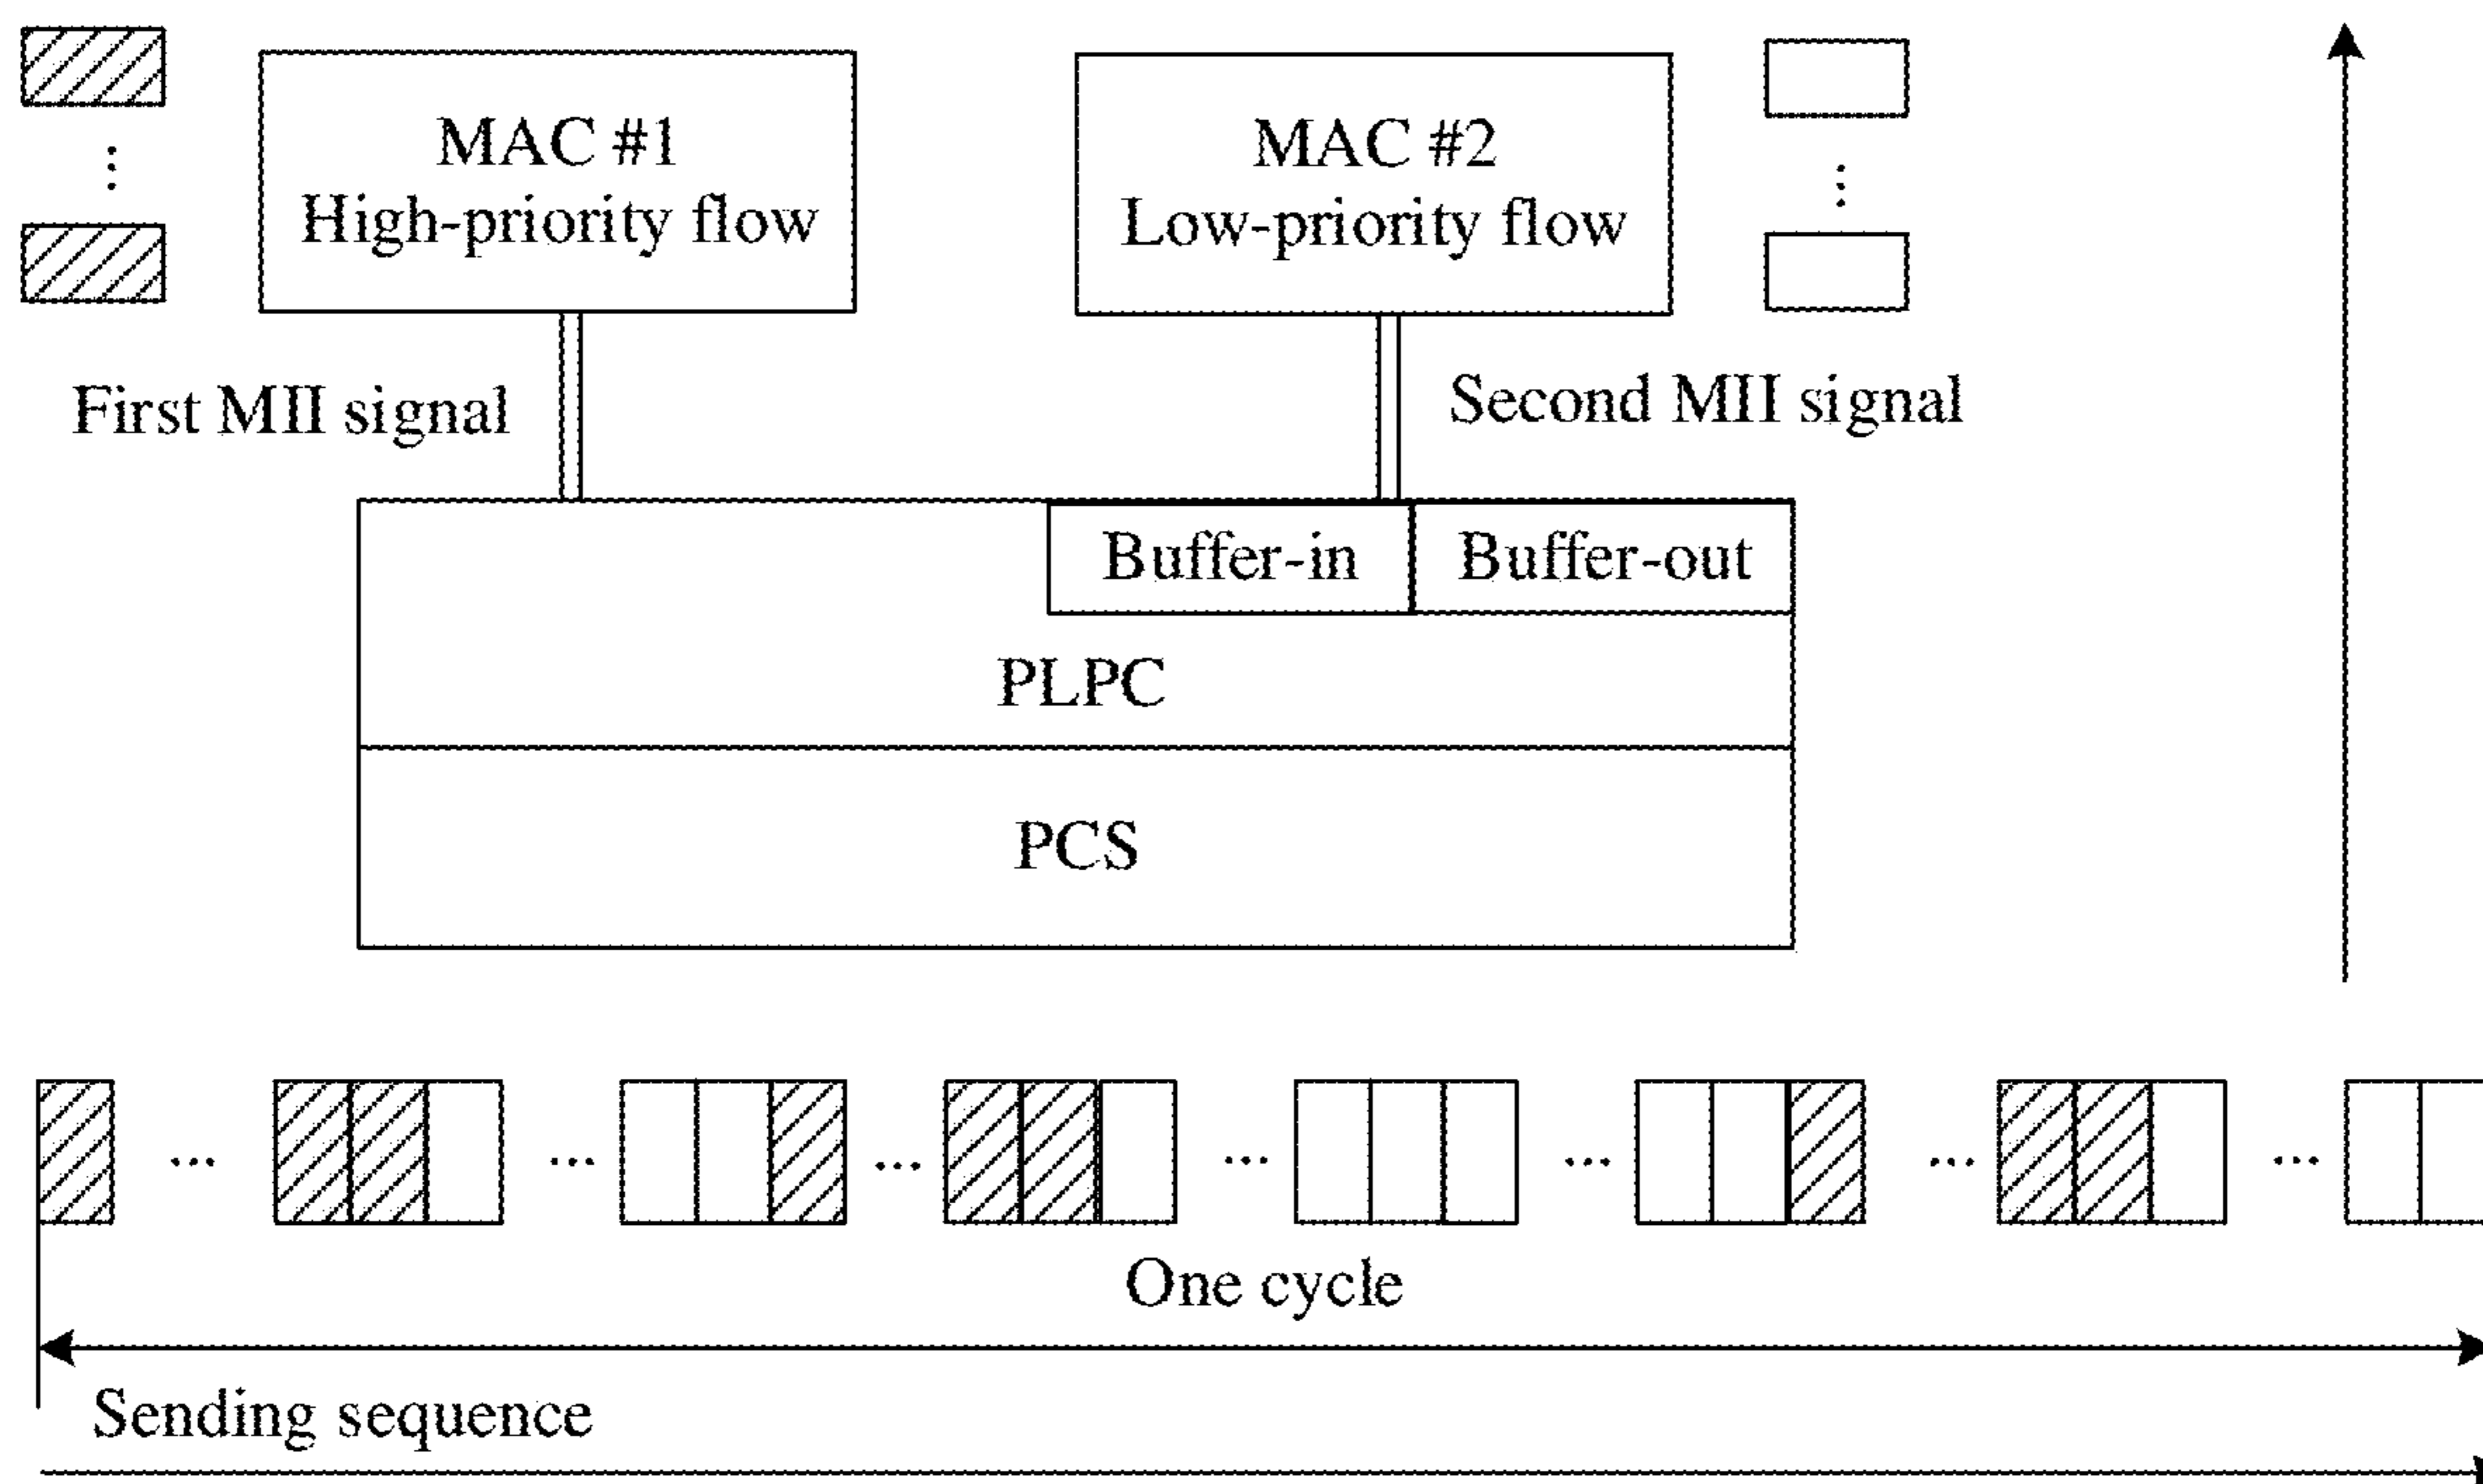 MAC #1
High-priority flow
MAC #2
Low-priority flow
First MII signal
Second MII signal
Buffer-in
Buffer-out
PLPC
PCS
...
...
...
...
...
...
...
One cycle
Sending sequence